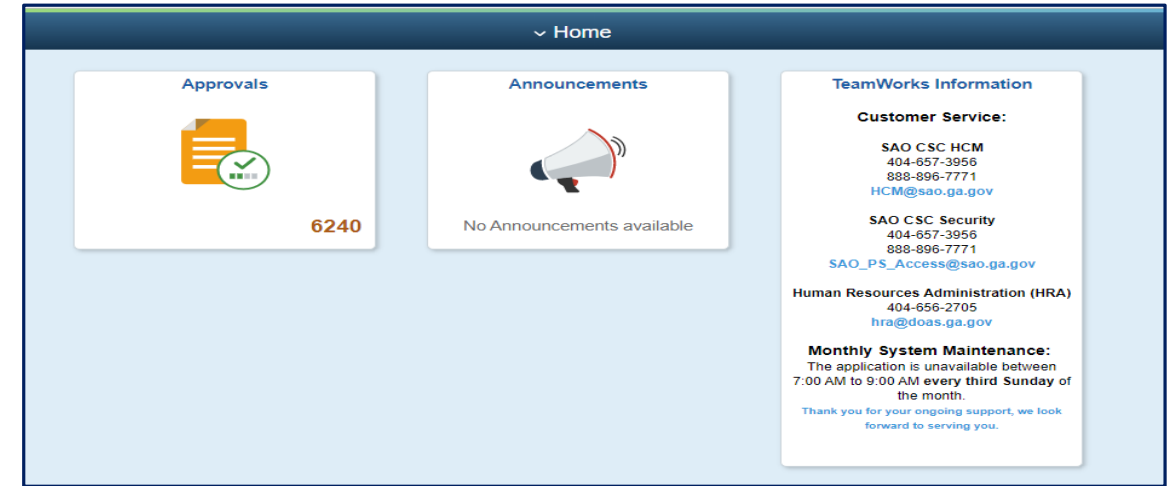 Home
Approvals
6240
Announcements
No Announcements available
TeamWorks Information
Customer Service:
SAO CSC HCM
404-657-3956
888-896-7771
HCM@sao.ga.gov
SAO CSC Security
404-657-3956
888-896-7771
SAO_PS_Access@sao.ga.gov
Human Resources Administration (HRA)
404-656-2705
hra@doas.ga.gov
Monthly System Maintenance:
The application is unavailable between
7:00 AM to 9:00 AM every third Sunday of
the month.
Thank you for your ongoing support, we look
forward to serving you.